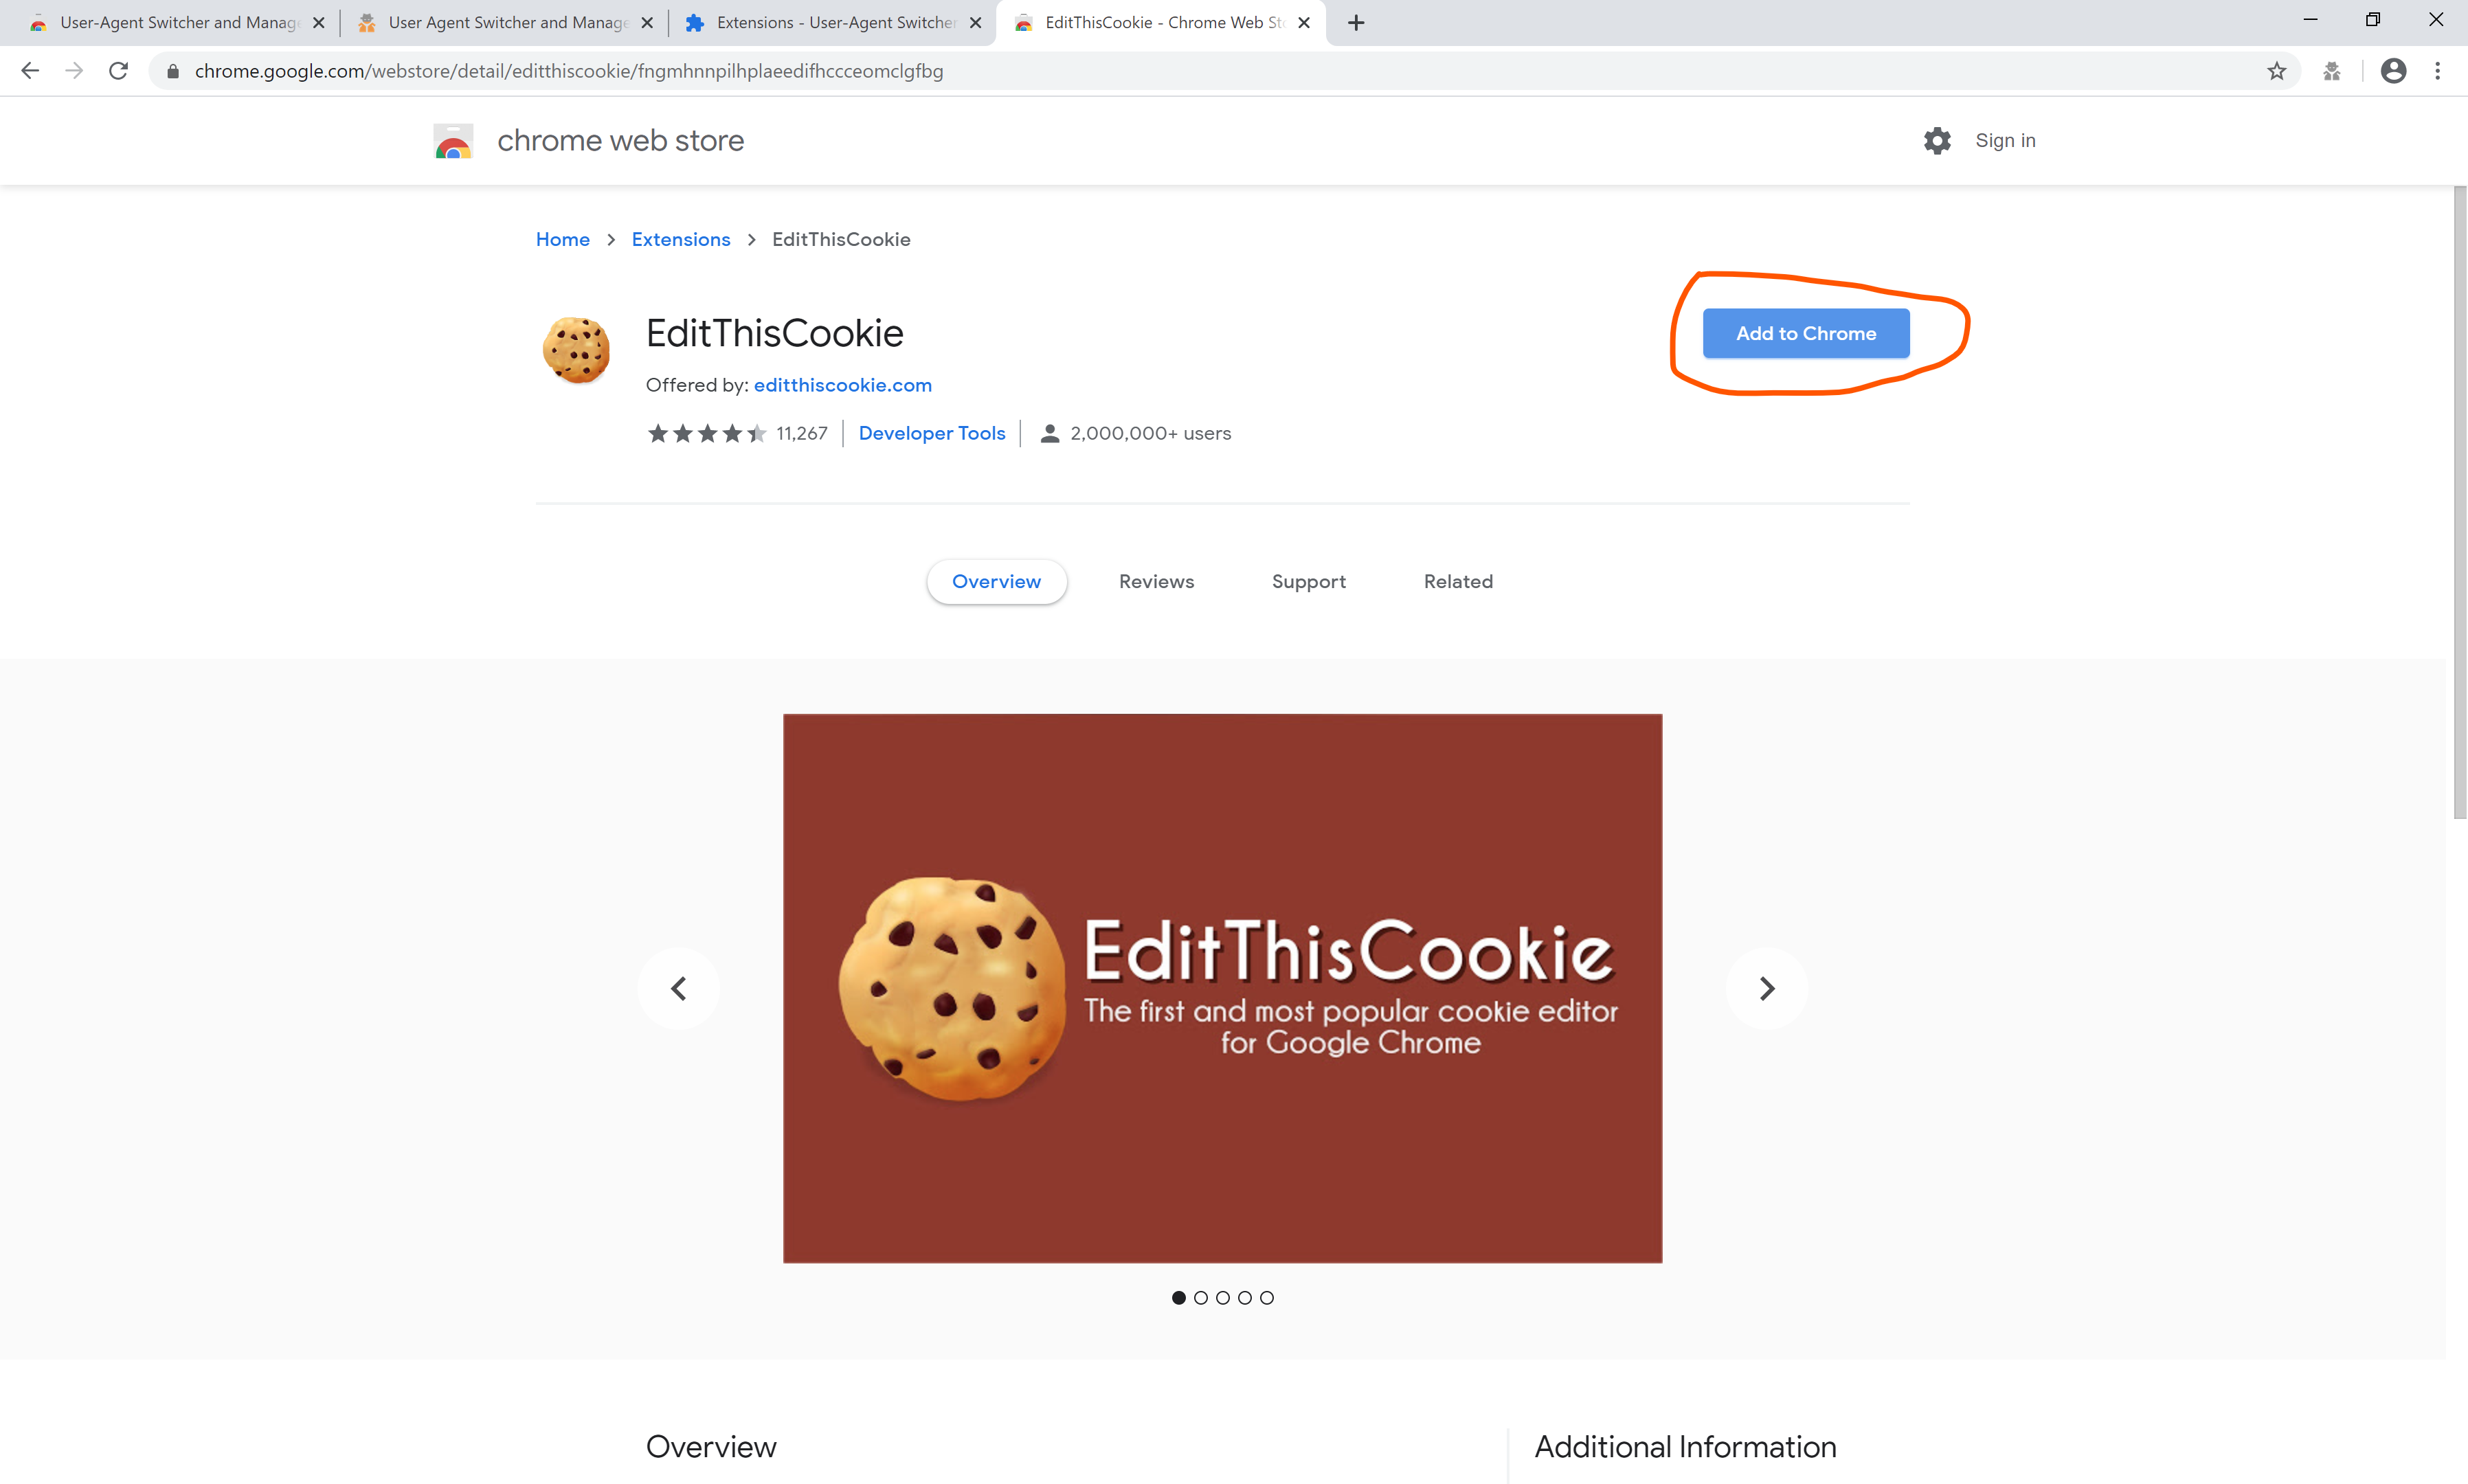 User-Agent Switcher and Manag
User Agent Switcher and Manage
Extensions - User-Agent Switcher
EditThisCookie - Chrome Web St
chrome.google.com/webstore/detail/editthiscookie/fngmhnnpilhplaeedifhccceomclgfbg
chrome web store
Sign in
Home > Extensions > EditThisCookie
EditThisCookie
Add to Chrome
Offered by: editthiscookie.com
11,267
Developer Tools
2,000,000+ users
Overview
Reviews
Support
Related
EditThisCookie
The first and most popular cookie editor
for Google Chrome
Overview
Additional Information